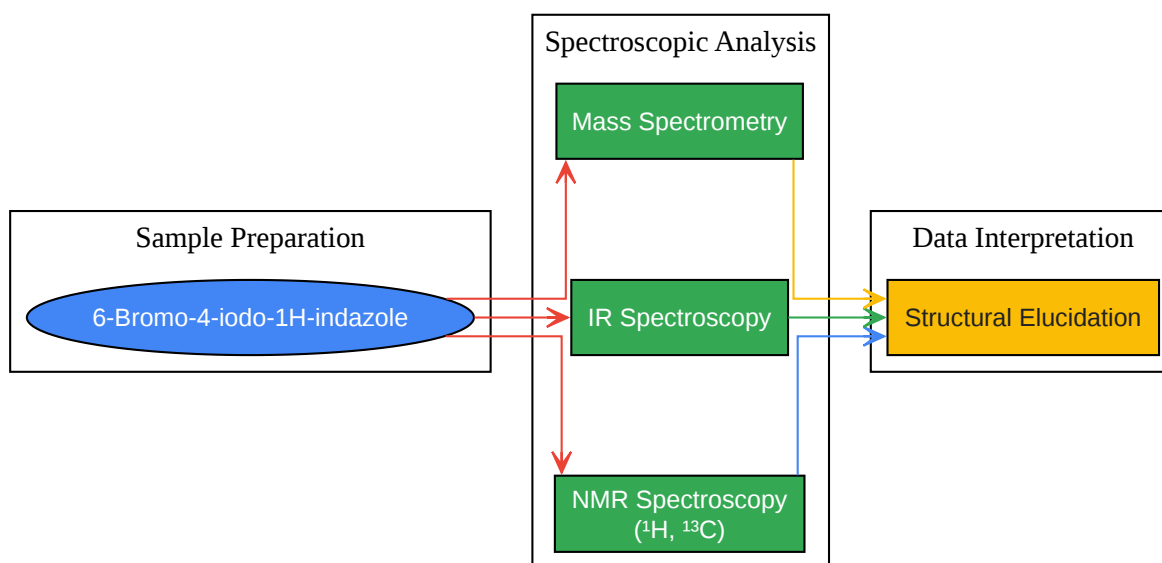 Sample Preparation
6-Bromo-4-iodo-1H-indazole
Spectroscopic Analysis
Mass Spectrometry
IR Spectroscopy
NMR Spectroscopy
(¹H, ¹³C)
Data Interpretation
Structural Elucidation